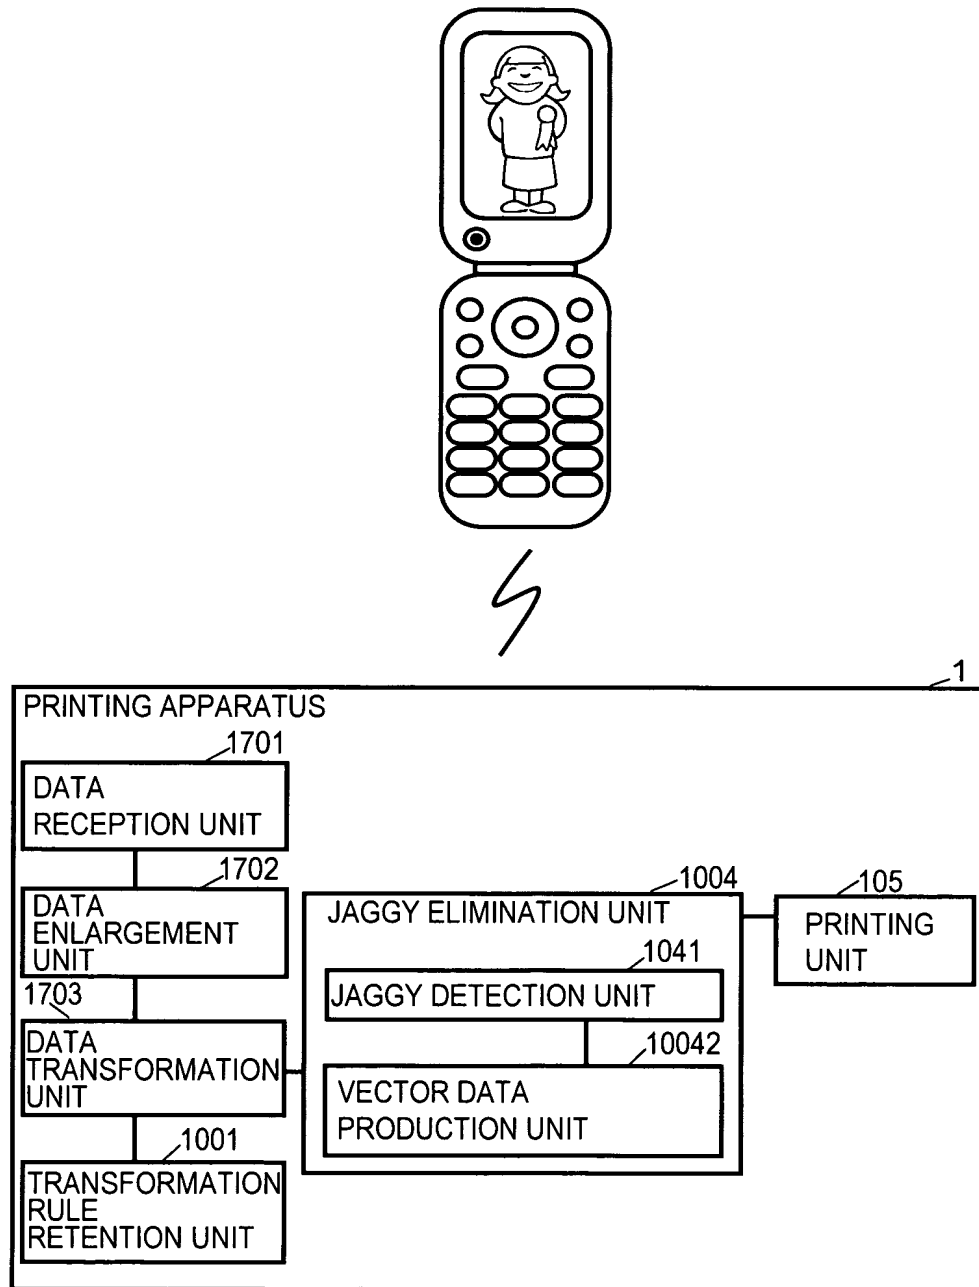 1
PRINTING APPARATUS
1701
DATA
RECEPTION UNIT
1702
DATA
ENLARGEMENT
UNIT
1703
DATA
TRANSFORMATION
UNIT
1001
TRANSFORMATION
RULE
RETENTION UNIT
1004
JAGGY ELIMINATION UNIT
1041
JAGGY DETECTION UNIT
10042
VECTOR DATA
PRODUCTION UNIT
105
PRINTING
UNIT